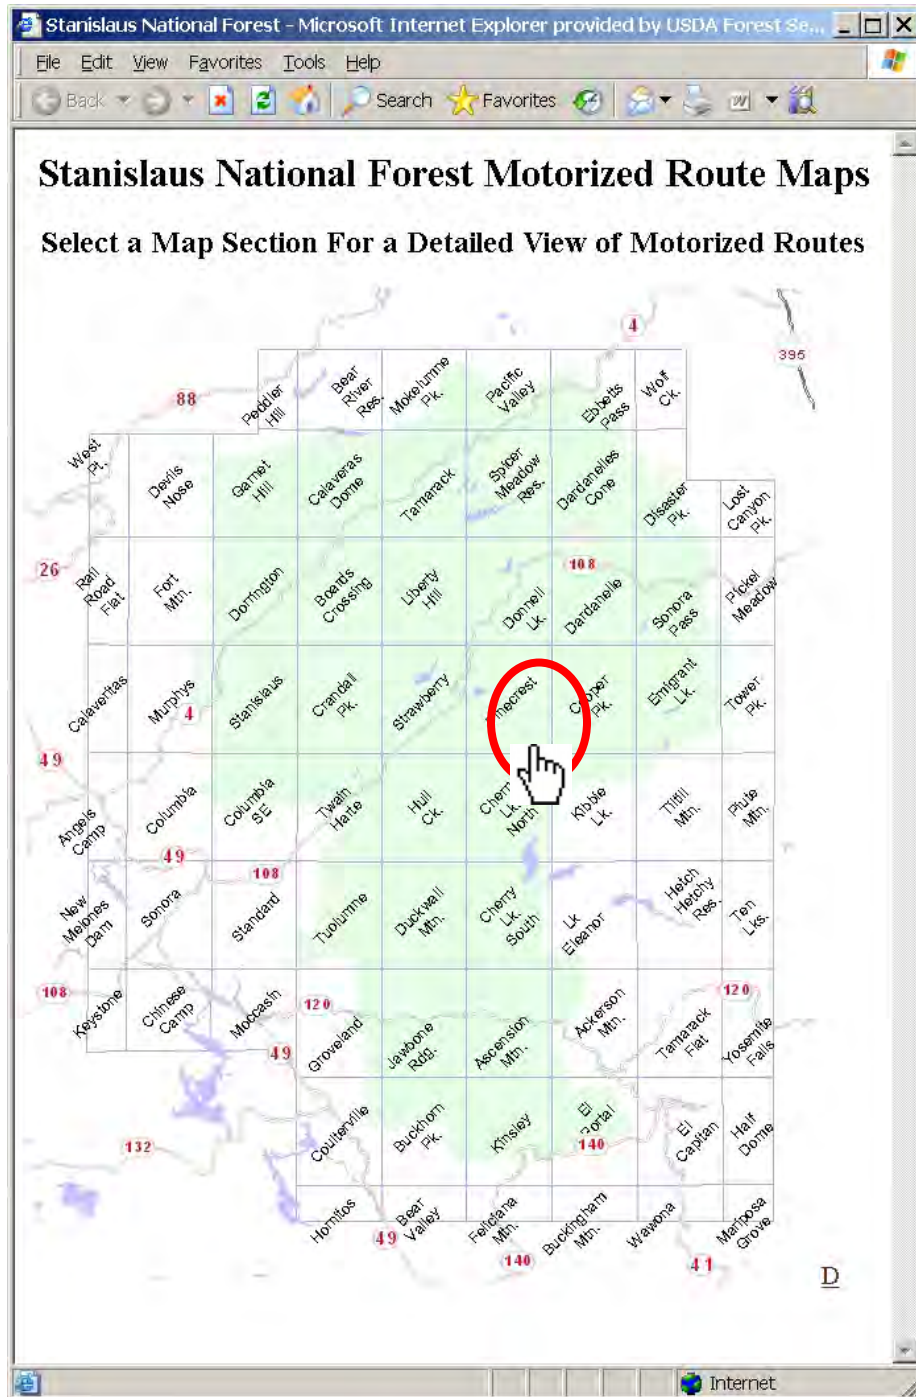 Stanislaus National Forest - Microsoft Internet Explorer provided by USDA Forest Se...
File Edit View Favorites Tools Help
Back Search Favorites
Stanislaus National Forest Motorized Route Maps
Select a Map Section For a Detailed View of Motorized Routes
4
395
88
Peddler
Hill
Bear
River
Res.
Mokelumne
Pk.
Pacific
Valley
Ebbetts
Pass
Wolf
Ck.
West
Pt.
Devils
Nose
Garnet
Hill
Calaveras
Dome
Tamarack
Spicer
Meadow
Res.
Dardanelles
Cone
Disaster
Pk.
Lost
Canyon
Pk.
26
108
Rail
Road
Flat
Fort
Mtn.
Dorrington
Boards
Crossing
Liberty
Hill
Donnell
Lk.
Dardanelle
Sonora
Pass
Pickel
Meadow
Calaveritas
Murphys
4
Stanislaus
Crandall
Pk.
Strawberry
Pinecrest
Cooper
Pk.
Emigrant
Lk.
Tower
Pk.
49
Angels
Camp
Columbia
Columbia
SE
Twain
Harte
Hull
Ck.
Cherry
Lk.
North
Kibbie
Lk.
Tiltill
Mtn.
Piute
Mtn.
49
108
New
Melones
Dam
Sonora
Standard
Tuolumne
Duckwall
Mtn.
Cherry
Lk
South
Lk
Eleanor
Hetch
Hetchy
Res.
Ten
Lks.
108
120
120
Keystone
Chinese
Camp
Moccasin
Groveland
Jawbone
Rdg.
Ascension
Mtn.
Ackerson
Mtn.
Tamarack
Flat
Yosemite
Falls
49
132
Coulterville
Buckhorn
Pk.
Kinsley
El
Portal
140
El
Capitan
Half
Dome
Hornitos
49
Bear
Valley
Feliciana
Mtn.
Buckingham
Mtn.
Wawona
Mariposa
Grove
140
41
D
Internet